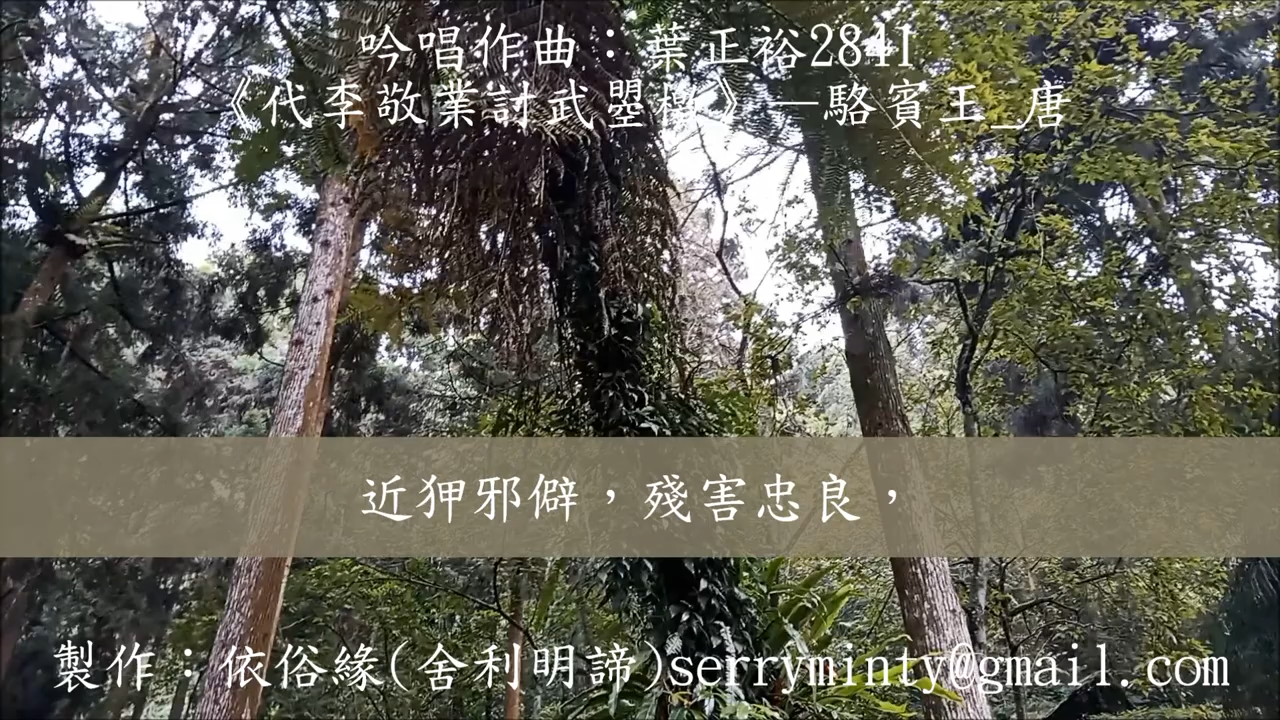 吟唱作曲：葉正裕2841
《代李敬業討武曌檄》—駱賓王_唐
近狎邪僻，殘害忠良，
製作：依俗緣(舍利明諦)serryminty@gmail.com